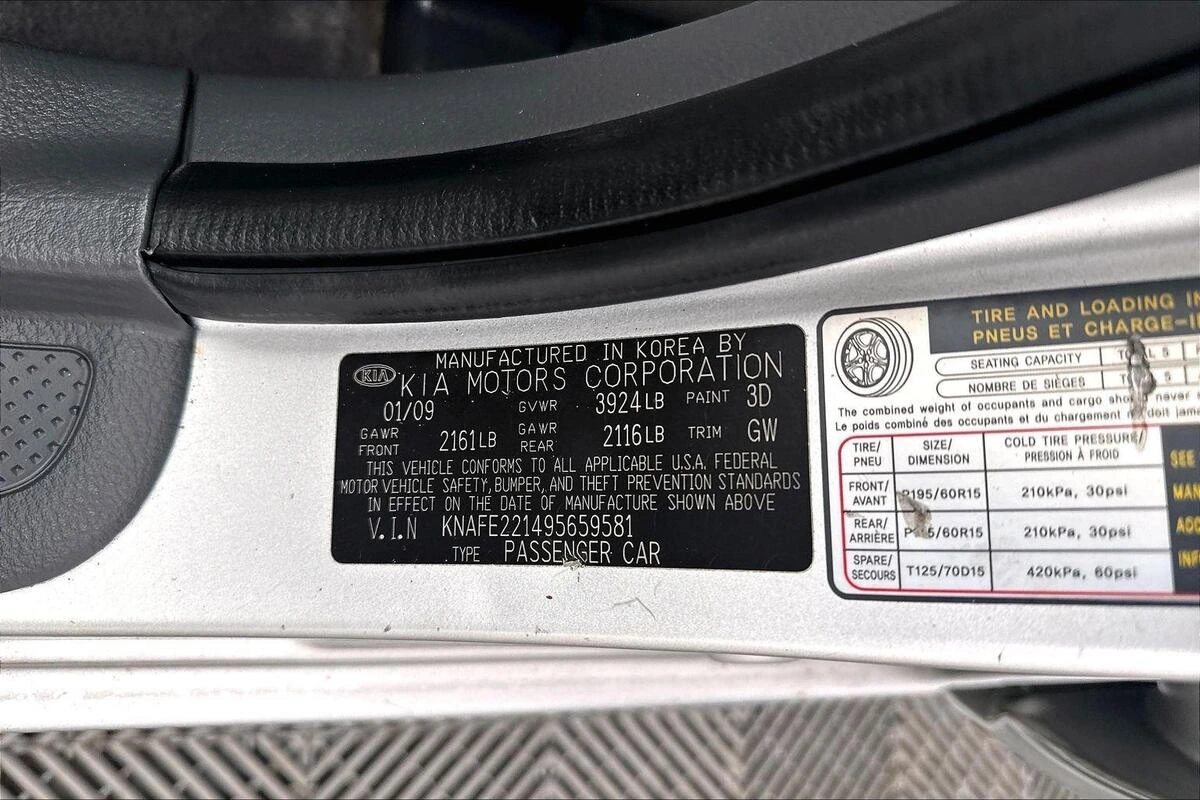 MANUFACTURED IN KOREA BY
KIA KIA MOTORS CORPORATION
01/09 GVWR 3924LB PAINT 3D
GAWR FRONT 2161LB GAWR REAR 2116LB TRIM GW
THIS VEHICLE CONFORMS TO ALL APPLICABLE U.S.A. FEDERAL
MOTOR VEHICLE SAFETY, BUMPER, AND THEFT PREVENTION STANDARDS
IN EFFECT ON THE DATE OF MANUFACTURE SHOWN ABOVE
V.I.N KNAFE221495659581
TYPE PASSENGER CAR
TIRE AND LOADING
PNEUS ET CHARGE-
SEATING CAPACITY
NOMBRE DE SIÈGES
The combined weight of occupants and cargo should never
Le poids combiné des occupants et du chargement doit
TIRE/ PNEU SIZE/ DIMENSION COLD TIRE PRESSURE/ PRESSION À FROID
FRONT/ AVANT P195/60R15 210kPa, 30psi
REAR/ ARRIÈRE 210kPa, 30psi
SPARE/ SECOURS T125/70D15 420kPa, 60psi
SEE